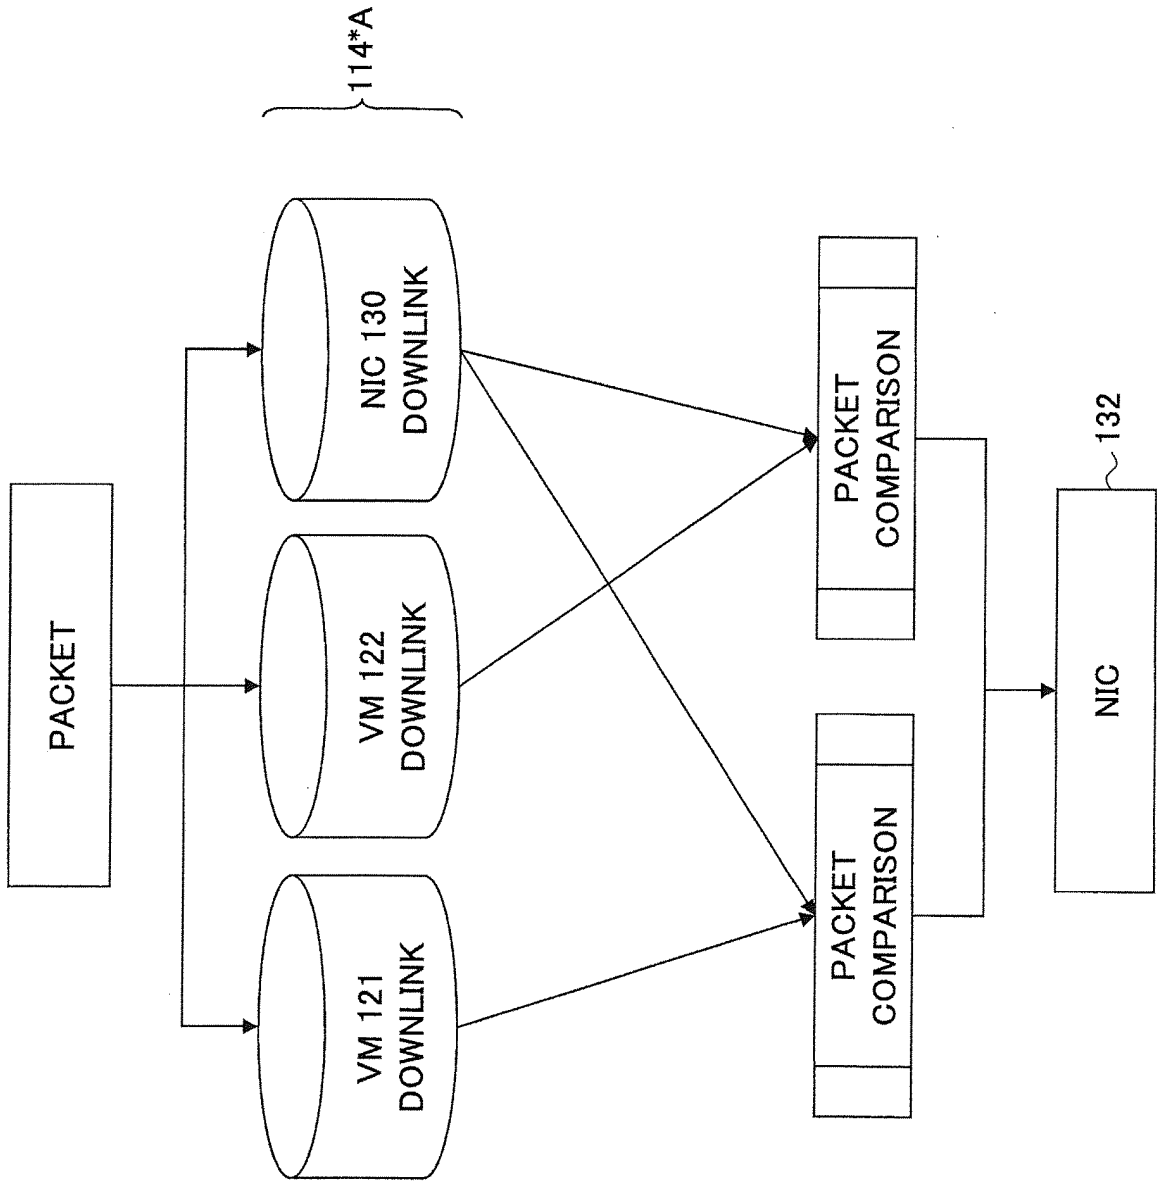 PACKET
114*A
VM 121
DOWNLINK
VM 122
DOWNLINK
NIC 130
DOWNLINK
PACKET
COMPARISON
PACKET
COMPARISON
NIC
132